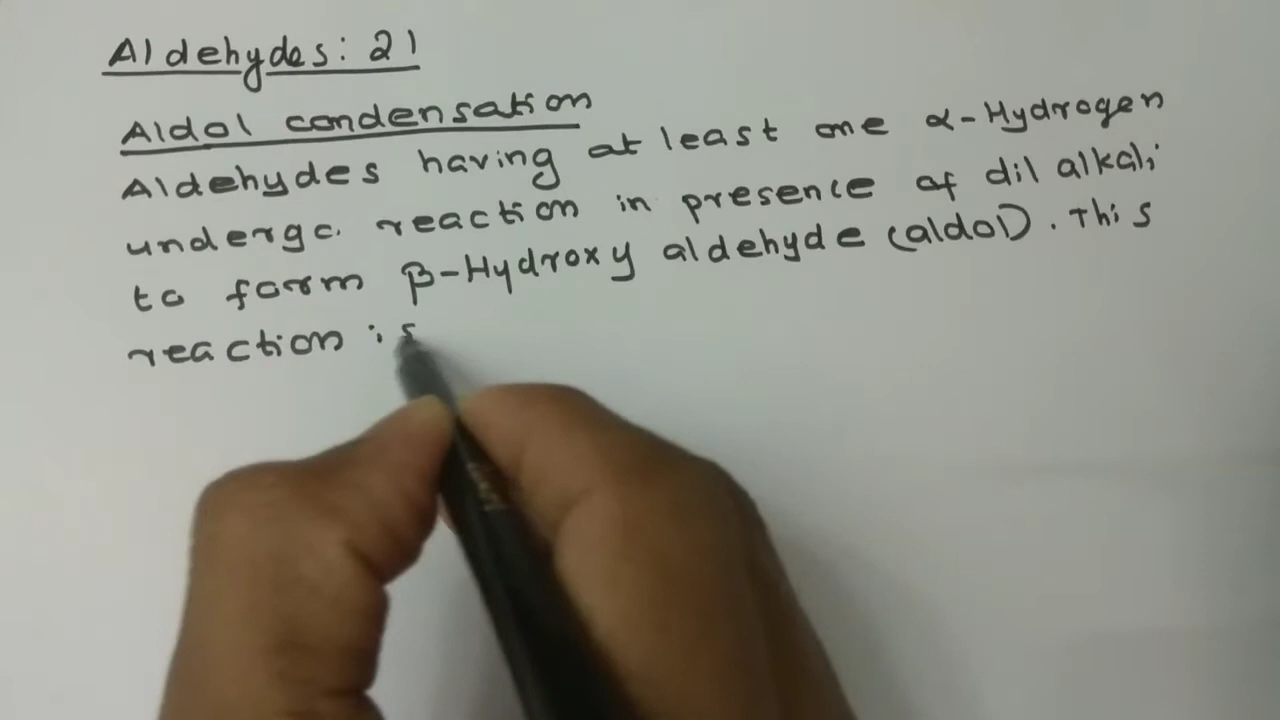 Aldehydes: 21
Aldol condensation
Aldehydes having at least one α-Hydrogen
undergo reaction in presence of dil alkali
to form β-Hydroxy aldehyde (aldol). This
reaction is